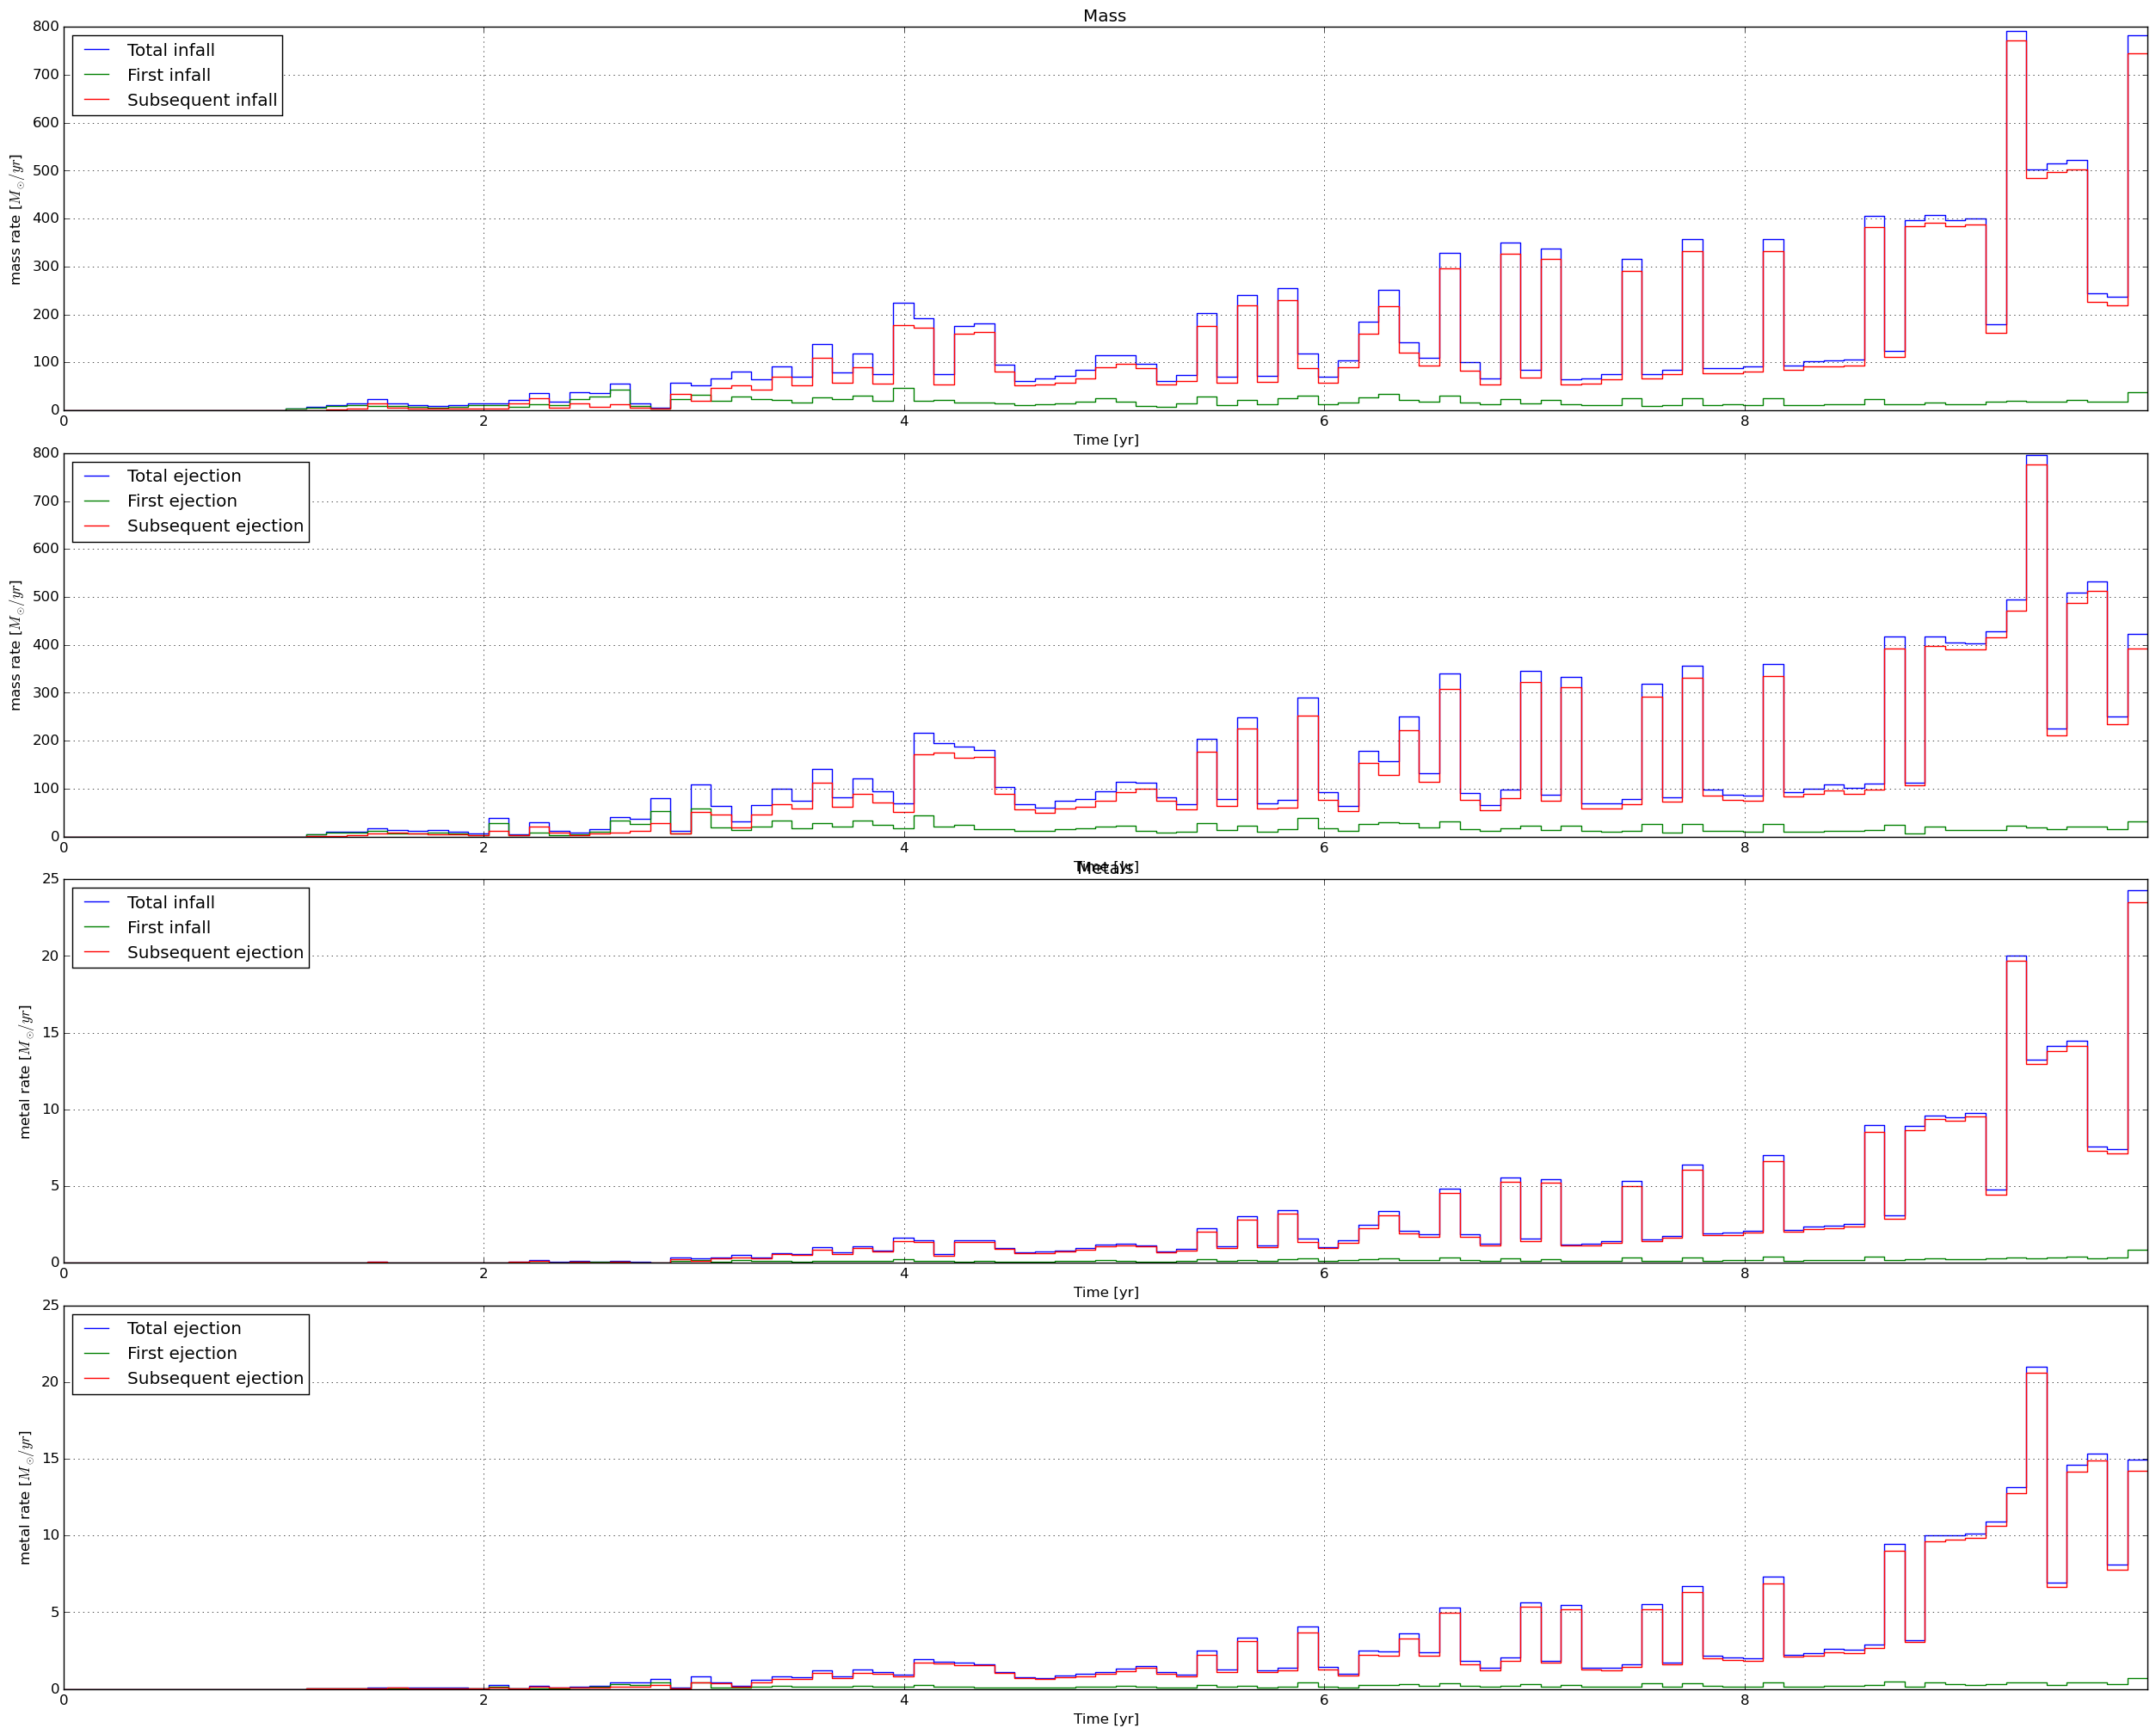 Mass
800
700
600
500
400
300
200
100
0
mass rate [M⊙/yr]
Total infall
First infall
Subsequent infall
0 2 4 6 8
Time [yr]
800
700
600
500
400
300
200
100
0
mass rate [M⊙/yr]
Total ejection
First ejection
Subsequent ejection
0 2 4 6 8
Time [yr]
Metals
25
20
15
10
5
0
metal rate [M⊙/yr]
Total infall
First infall
Subsequent ejection
0 2 4 6 8
Time [yr]
25
20
15
10
5
0
metal rate [M⊙/yr]
Total ejection
First ejection
Subsequent ejection
0 2 4 6 8
Time [yr]